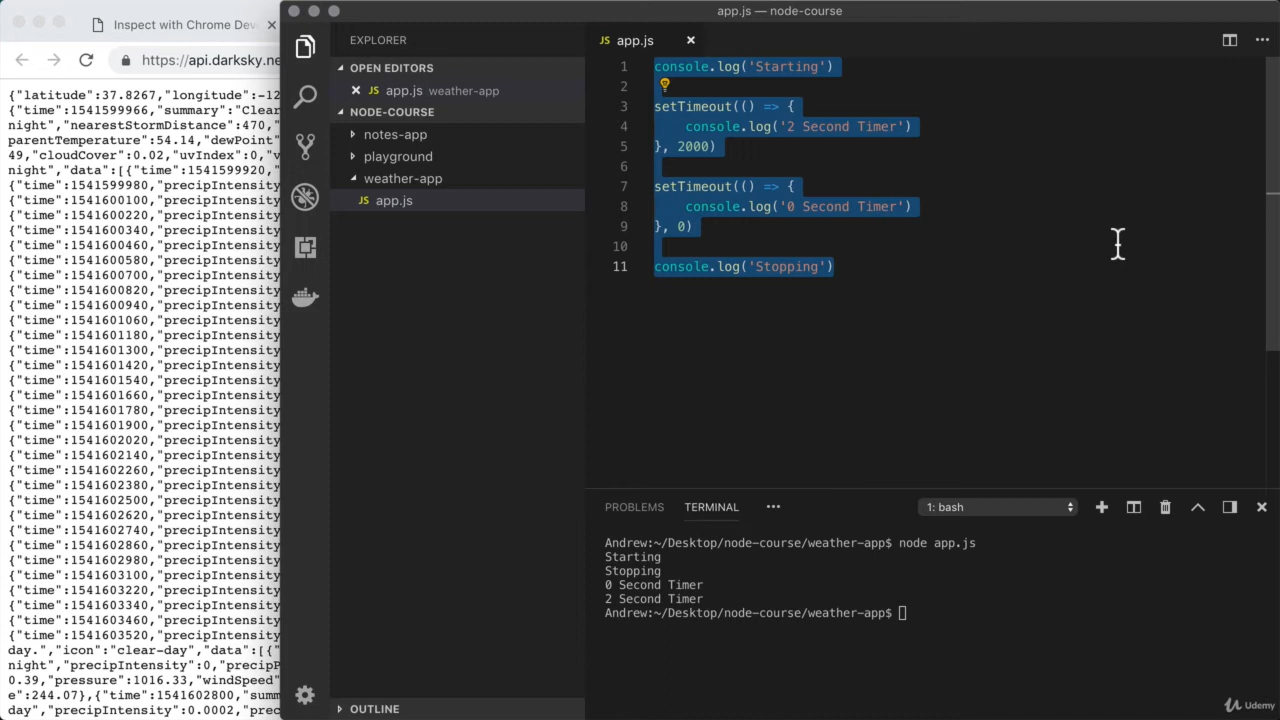 Inspect with Chrome Dev
https://api.darksky.ne
{"latitude":37.8267,"longitude":-12
{"time":1541599966,"summary":"Clear
night","nearestStormDistance":470,"
parentTemperature":54.14,"dewPoint"
49,"cloudCover":0.02,"uvIndex":0,"v
night","data":[{"time":1541599920,"
{"time":1541599980,"precipIntensity
{"time":1541600100,"precipIntensity
{"time":1541600220,"precipIntensity
{"time":1541600340,"precipIntensity
{"time":1541600460,"precipIntensity
{"time":1541600580,"precipIntensity
{"time":1541600700,"precipIntensity
{"time":1541600820,"precipIntensity
{"time":1541600940,"precipIntensity
{"time":1541601060,"precipIntensity
{"time":1541601180,"precipIntensity
{"time":1541601300,"precipIntensity
{"time":1541601420,"precipIntensity
{"time":1541601540,"precipIntensity
{"time":1541601660,"precipIntensity
{"time":1541601780,"precipIntensity
{"time":1541601900,"precipIntensity
{"time":1541602020,"precipIntensity
{"time":1541602140,"precipIntensity
{"time":1541602260,"precipIntensity
{"time":1541602380,"precipIntensity
{"time":1541602500,"precipIntensity
{"time":1541602620,"precipIntensity
{"time":1541602740,"precipIntensity
{"time":1541602860,"precipIntensity
{"time":1541602980,"precipIntensity
{"time":1541603100,"precipIntensity
{"time":1541603220,"precipIntensity
{"time":1541603340,"precipIntensity
{"time":1541603460,"precipIntensity
{"time":1541603520,"precipIntensity
day.","icon":"clear-day","data":[{"
night","precipIntensity":0,"precipP
0.39,"pressure":1016.33,"windSpeed"
e":244.07},{"time":1541602800,"summ
day","precipIntensity":0.0002,"prec
app.js — node-course
EXPLORER
OPEN EDITORS
JS app.js weather-app
NODE-COURSE
notes-app
playground
weather-app
JS app.js
OUTLINE
JS app.js
1 console.log('Starting')
2
3 setTimeout(() => {
4 console.log('2 Second Timer')
5 }, 2000)
6
7 setTimeout(() => {
8 console.log('0 Second Timer')
9 }, 0)
10
11 console.log('Stopping')
PROBLEMS TERMINAL ••• 1: bash
Andrew:~/Desktop/node-course/weather-app$ node app.js
Starting
Stopping
0 Second Timer
2 Second Timer
Andrew:~/Desktop/node-course/weather-app$
Udemy